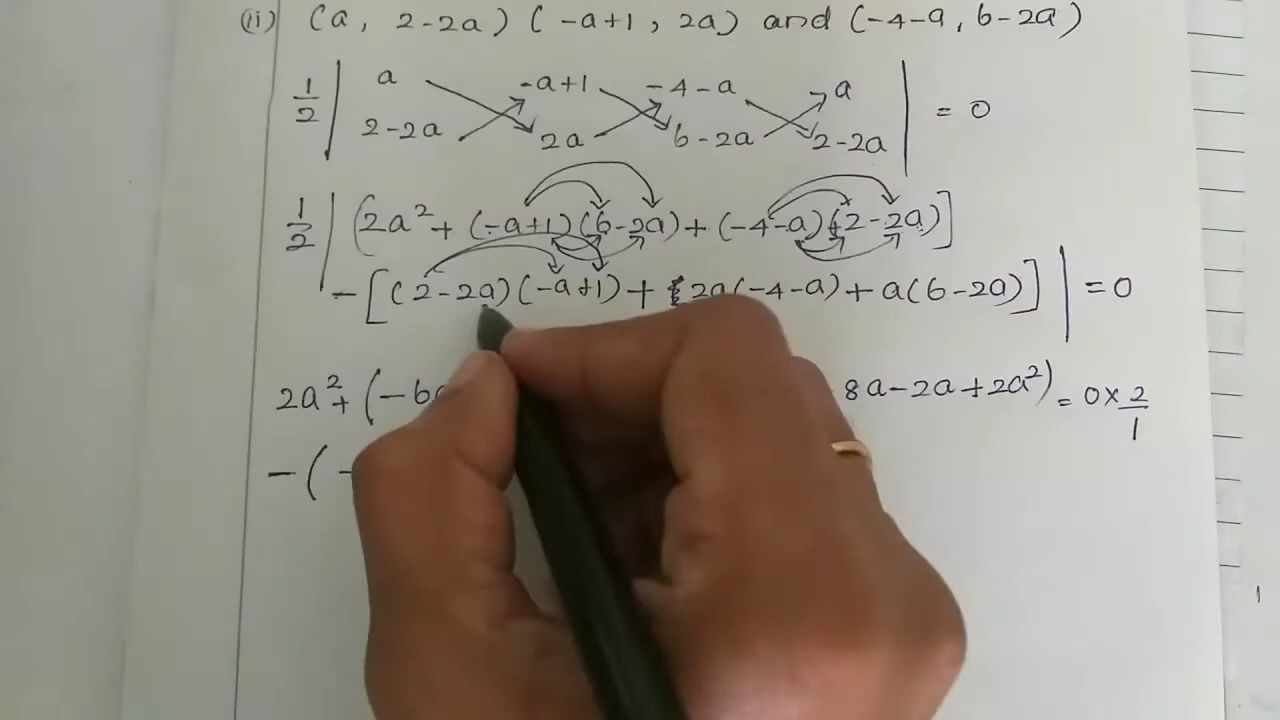 (ii) (a, 2-2a) (-a+1, 2a) and (-4-a, 6-2a)
1/2 | a -a+1 -4-a a | = 0
2-2a 2a 6-2a 2-2a
1/2 | (2a² + (-a+1)(6-2a) + (-4-a)(2-2a)]
- [(2-2a)(-a+1) + 2a(-4-a) + a(6-2a)] | = 0
2a² + (-6a 8a-2a+2a²) = 0 × 2/1
- ( -